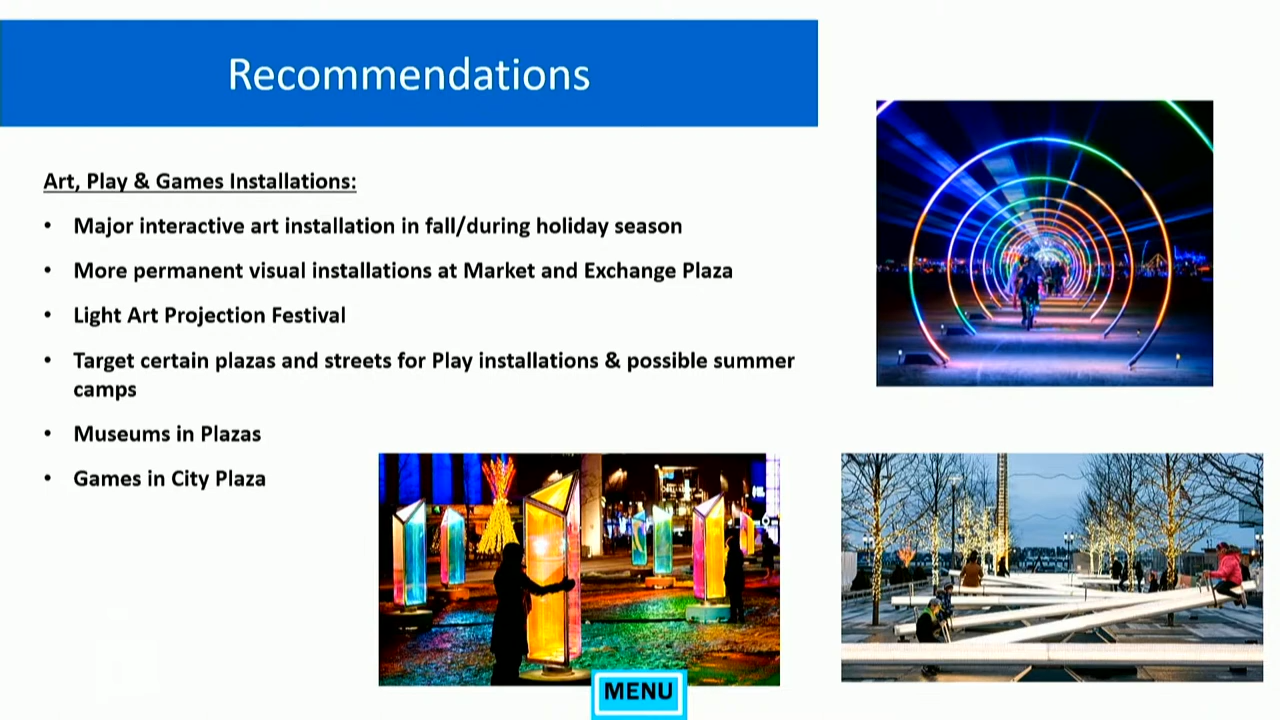 Recommendations
Art, Play & Games Installations:
• Major interactive art installation in fall/during holiday season
• More permanent visual installations at Market and Exchange Plaza
• Light Art Projection Festival
• Target certain plazas and streets for Play installations & possible summer
camps
• Museums in Plazas
• Games in City Plaza
MENU